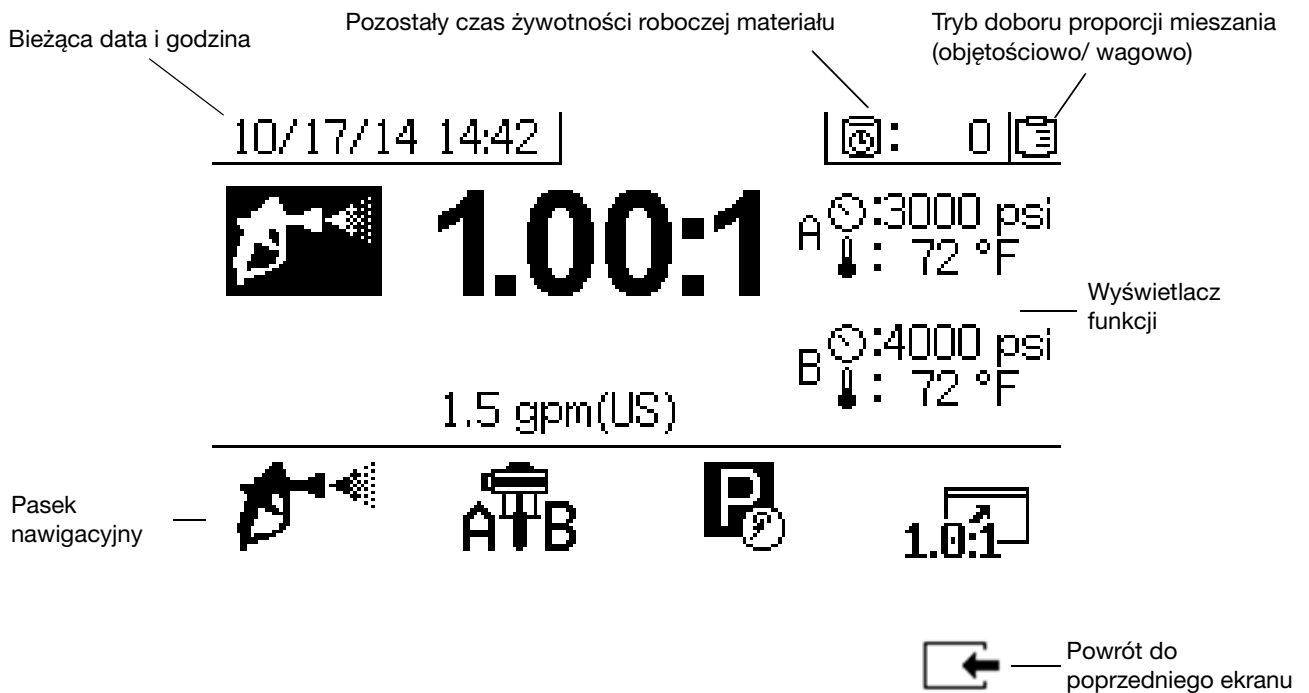 Bieżąca data i godzina
Pozostały czas żywotności roboczej materiału
Tryb doboru proporcji mieszania
(objętościowo/ wagowo)
10/17/14 14:42
: 0
1.00:1
A :3000 psi
: 72 °F
B :4000 psi
: 72 °F
Wyświetlacz
funkcji
1.5 gpm(US)
Pasek
nawigacyjny
A B
P
1.0:1
Powrót do
poprzedniego ekranu